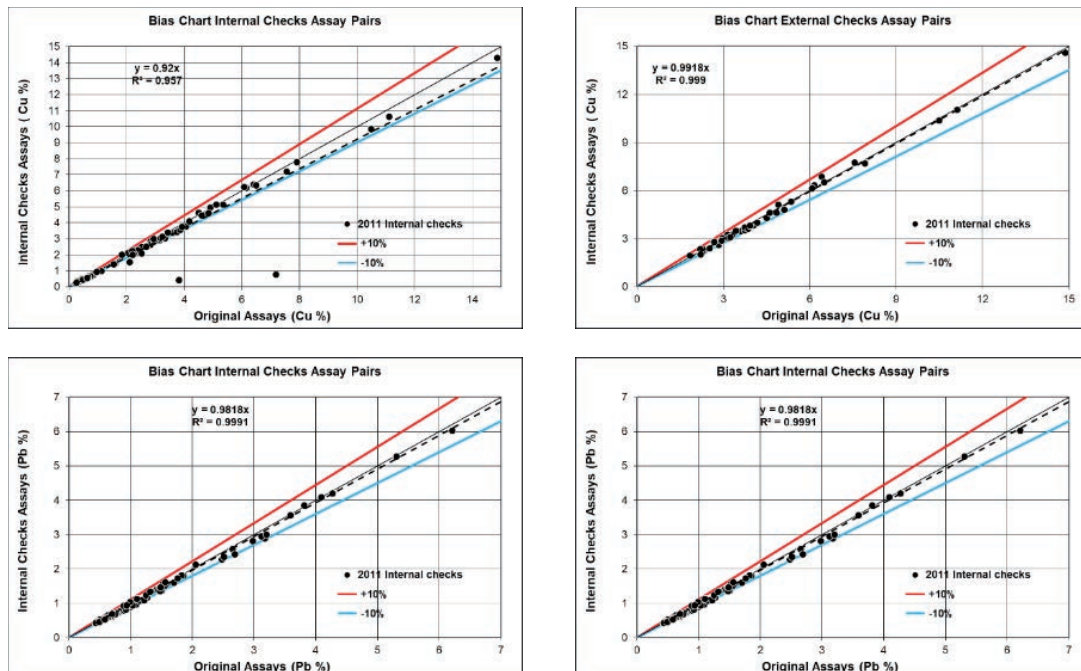 Bias Chart Internal Checks Assay Pairs
15
14
13
12
11
10
9
8
7
6
5
4
3
2
1
0
y = 0.92x
R² = 0.957
Internal Checks Assays ( Cu %)
2011 Internal checks
+10%
-10%
0 2 4 6 8 10 12 14
Original Assays (Cu %)
Bias Chart External Checks Assay Pairs
15
12
9
6
3
0
y = 0.9918x
R² = 0.999
Internal Checks Assays ( Cu %)
2011 Internal checks
+10%
-10%
0 3 6 9 12 15
Original Assays (Cu %)
Bias Chart Internal Checks Assay Pairs
7
6
5
4
3
2
1
0
y = 0.9818x
R² = 0.9991
Internal Checks Assays (Pb %)
2011 Internal checks
+10%
-10%
0 1 2 3 4 5 6 7
Original Assays (Pb %)
Bias Chart Internal Checks Assay Pairs
7
6
5
4
3
2
1
0
y = 0.9818x
R² = 0.9991
Internal Checks Assays (Pb %)
2011 Internal checks
+10%
-10%
0 1 2 3 4 5 6 7
Original Assays (Pb %)